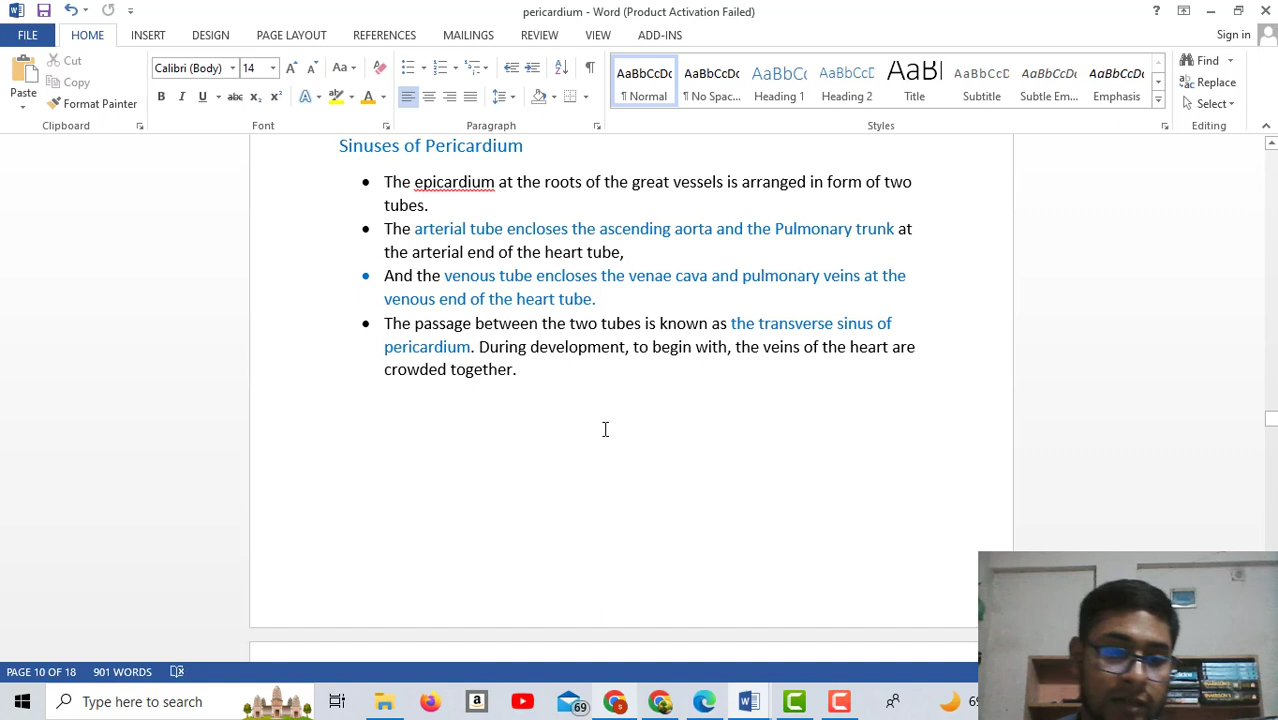 pericardium - Word (Product Activation Failed)
? 
FILE HOME INSERT DESIGN PAGE LAYOUT REFERENCES MAILINGS REVIEW VIEW ADD-INS Sign in
Cut
Copy
Format Painter
Paste
Clipboard
Calibri (Body) 14 Aa
B I U abc x₂ x² A A
Font
Paragraph
AaBbCcDc AaBbCcDc AaBbCc AaBbCcD AaBl AaBbCcD AaBbCcDc AaBbCcDc
¶ Normal ¶ No Spac... Heading 1 Heading 2 Title Subtitle Subtle Em... Emphasis
Styles
Find
Replace
Select
Editing
Sinuses of Pericardium
• The epicardium at the roots of the great vessels is arranged in form of two
tubes.
• The arterial tube encloses the ascending aorta and the Pulmonary trunk at
the arterial end of the heart tube,
• And the venous tube encloses the venae cava and pulmonary veins at the
venous end of the heart tube.
• The passage between the two tubes is known as the transverse sinus of
pericardium. During development, to begin with, the veins of the heart are
crowded together.
PAGE 10 OF 18 901 WORDS
Type here to search
a
69
S